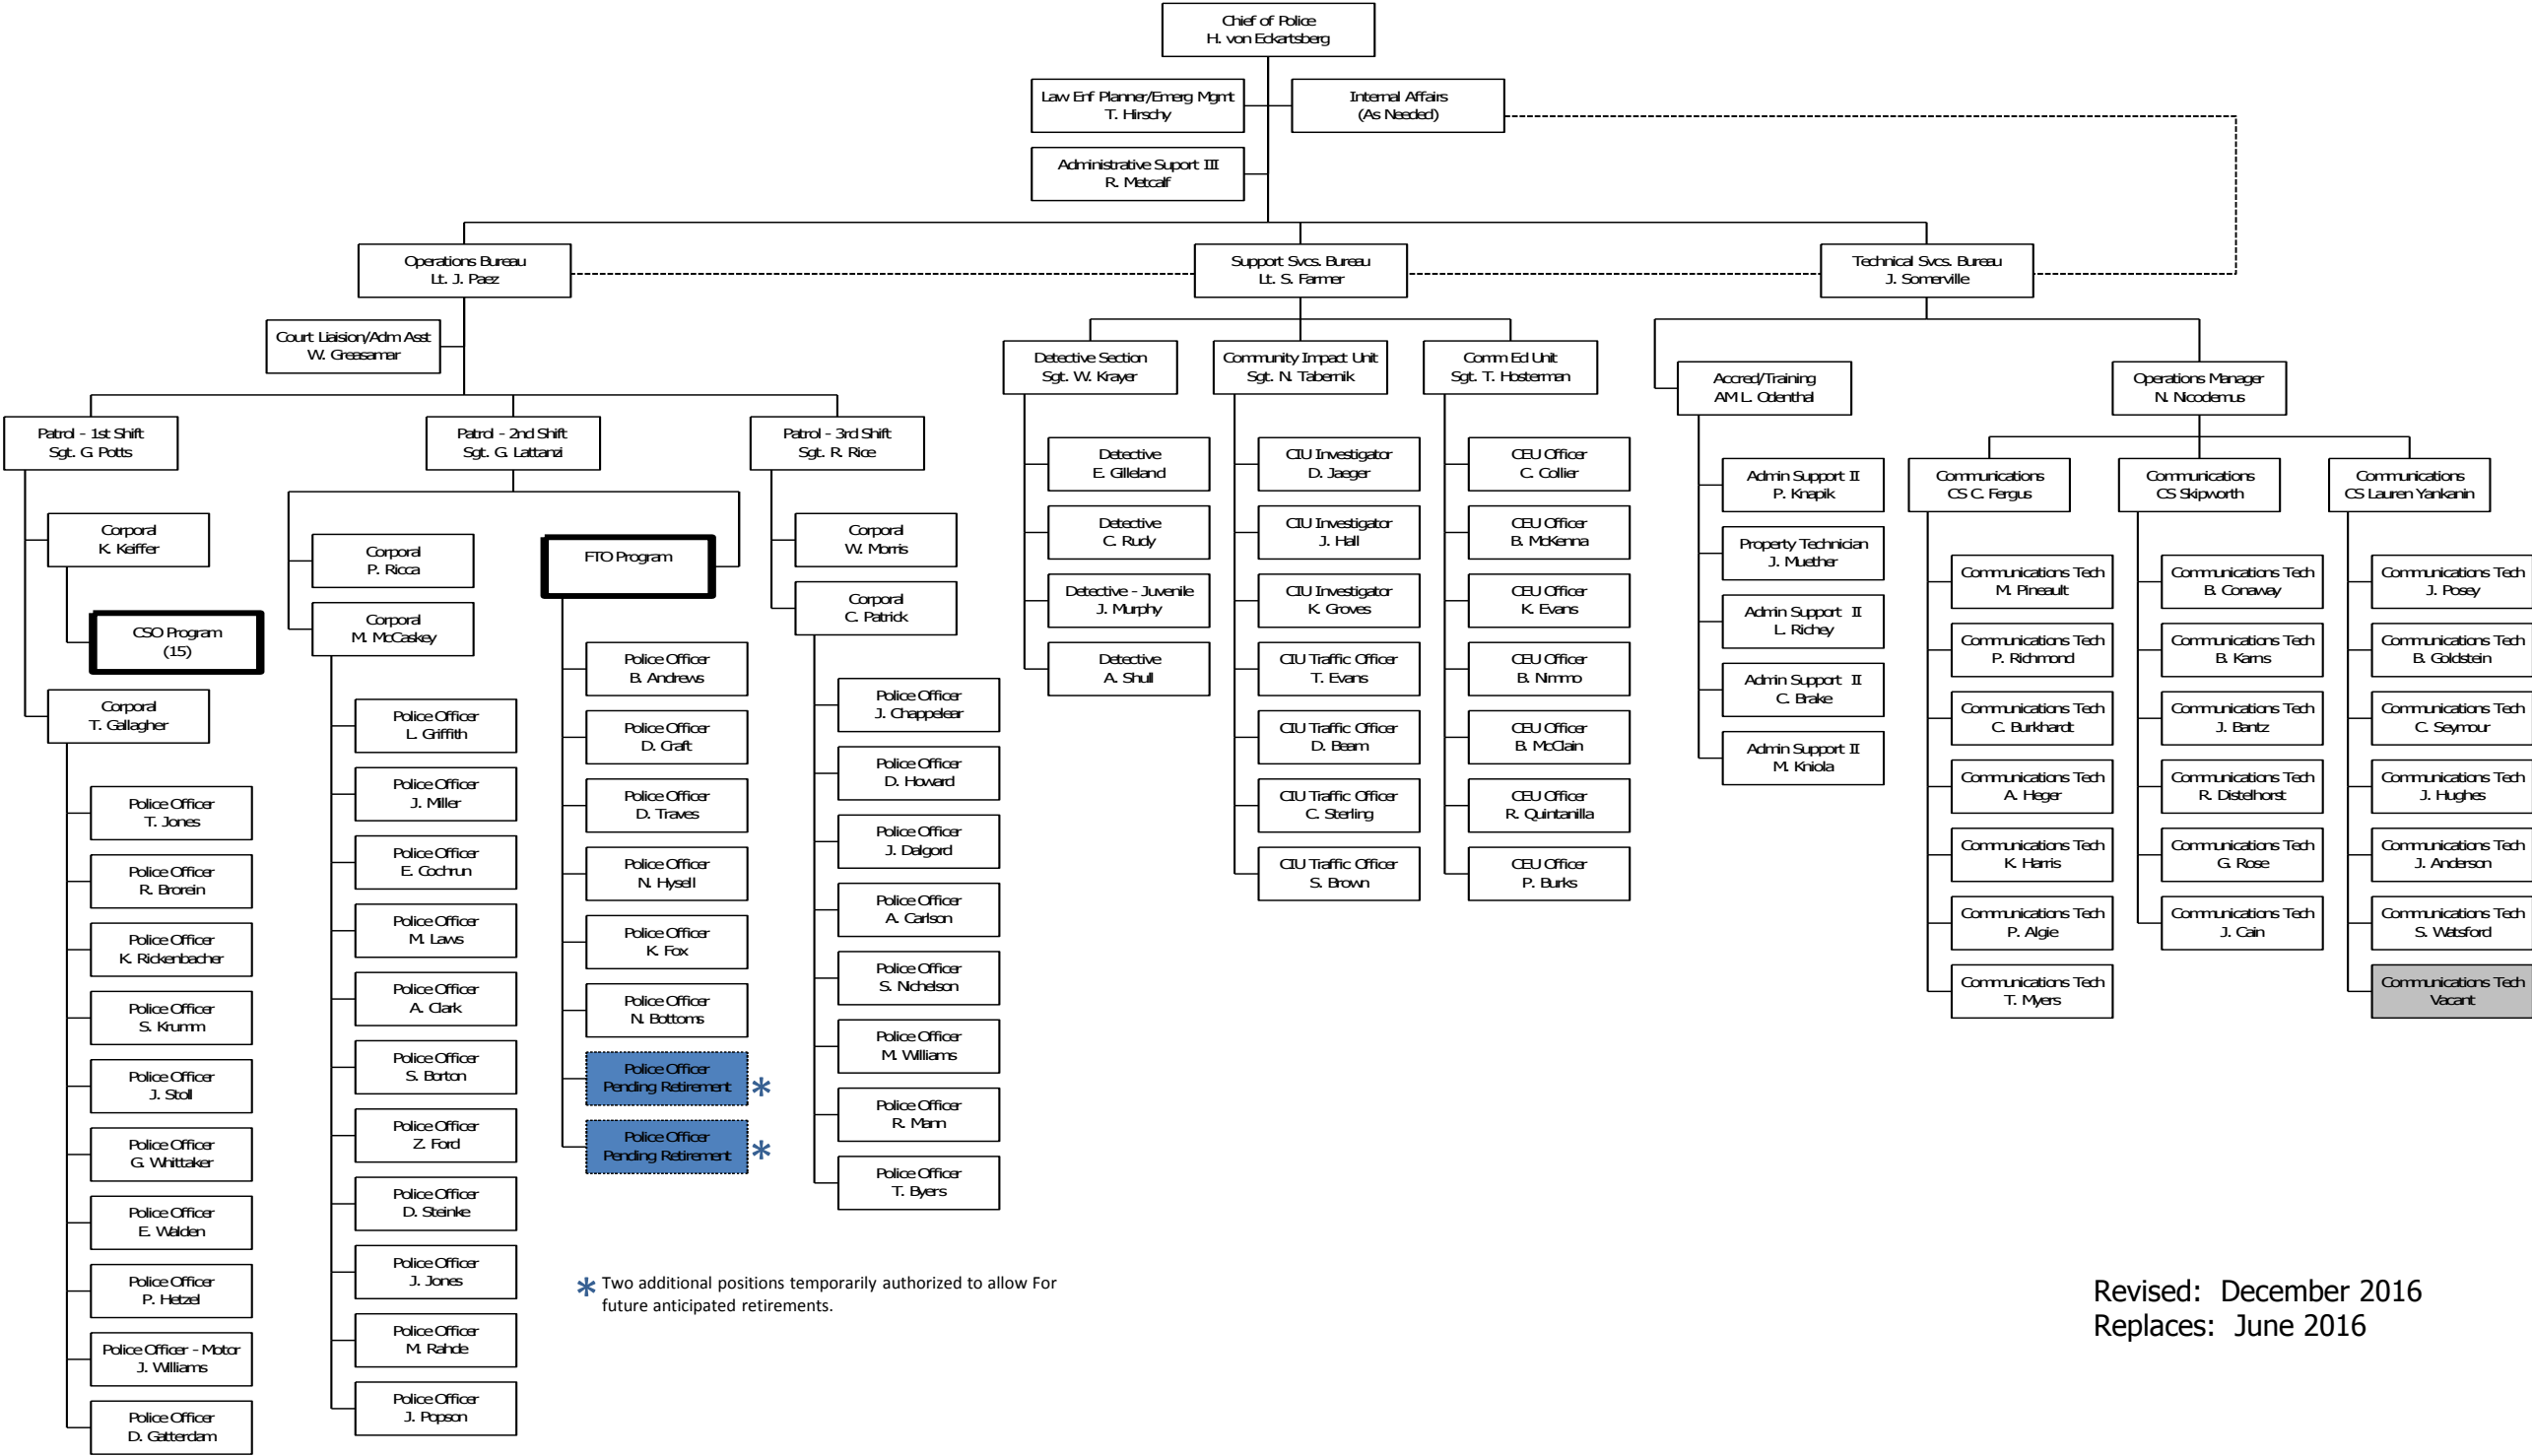 Chief of Police
H. von Eckartsberg
Law Enf Planner/Emerg Mgmt
T. Hirschy
Internal Affairs
(As Needed)
Administrative Suport III
R. Metcalf
Operations Bureau
Lt. J. Paez
Support Svcs. Bureau
Lt. S. Farmer
Technical Svcs. Bureau
J. Somerville
Court Liaision/Adm Asst
W. Greasamar
Patrol - 1st Shift
Sgt. G. Potts
Corporal
K. Keiffer
CSO Program
(15)
Corporal
T. Gallagher
Police Officer
T. Jones
Police Officer
R. Brorein
Police Officer
K. Rickenbacher
Police Officer
S. Krumm
Police Officer
J. Stoll
Police Officer
G. Whittaker
Police Officer
E. Walden
Police Officer
P. Hetzel
Police Officer - Motor
J. Williams
Police Officer
D. Gatterdam
Patrol - 2nd Shift
Sgt. G. Lattanzi
Corporal
P. Ricca
Corporal
M. McCaskey
Police Officer
L. Griffith
Police Officer
J. Miller
Police Officer
E. Cochrun
Police Officer
M. Laws
Police Officer
A. Clark
Police Officer
S. Borton
Police Officer
Z. Ford
Police Officer
D. Steinke
Police Officer
J. Jones
Police Officer
M. Rahde
Police Officer
J. Popson
FTO Program
Police Officer
B. Andrews
Police Officer
D. Craft
Police Officer
D. Traves
Police Officer
N. Hysell
Police Officer
K. Fox
Police Officer
N. Bottoms
Police Officer
Pending Retirement *
Police Officer
Pending Retirement *
Patrol - 3rd Shift
Sgt. R. Rice
Corporal
W. Morris
Corporal
C. Patrick
Police Officer
J. Chappelear
Police Officer
D. Howard
Police Officer
J. Dalgord
Police Officer
A. Carlson
Police Officer
S. Nichelson
Police Officer
M. Williams
Police Officer
R. Mann
Police Officer
T. Byers
Detective Section
Sgt. W. Krayer
Detective
E. Gilleland
Detective
C. Rudy
Detective - Juvenile
J. Murphy
Detective
A. Shull
Community Impact Unit
Sgt. N. Tabernik
CIU Investigator
D. Jaeger
CIU Investigator
J. Hall
CIU Investigator
K. Groves
CIU Traffic Officer
T. Evans
CIU Traffic Officer
D. Beam
CIU Traffic Officer
C. Sterling
CIU Traffic Officer
S. Brown
Comm Ed Unit
Sgt. T. Hosterman
CEU Officer
C. Collier
CEU Officer
B. McKenna
CEU Officer
K. Evans
CEU Officer
B. Nimmo
CEU Officer
B. McClain
CEU Officer
R. Quintanilla
CEU Officer
P. Burks
Accred/Training
AM L. Odenthal
Admin Support II
P. Knapik
Property Technician
J. Muether
Admin Support II
L. Richey
Admin Support II
C. Brake
Admin Support II
M. Kniola
Operations Manager
N. Nicodemus
Communications
CS C. Fergus
Communications Tech
M. Pineault
Communications Tech
P. Richmond
Communications Tech
C. Burkhardt
Communications Tech
A. Heger
Communications Tech
K. Harris
Communications Tech
P. Algie
Communications Tech
T. Myers
Communications
CS Skipworth
Communications Tech
B. Conaway
Communications Tech
B. Karns
Communications Tech
J. Bantz
Communications Tech
R. Distelhorst
Communications Tech
G. Rose
Communications Tech
J. Cain
Communications
CS Lauren Yankanin
Communications Tech
J. Posey
Communications Tech
B. Goldstein
Communications Tech
C. Seymour
Communications Tech
J. Hughes
Communications Tech
J. Anderson
Communications Tech
S. Watsford
Communications Tech
Vacant
* Two additional positions temporarily authorized to allow For
future anticipated retirements.
Revised: December 2016
Replaces: June 2016